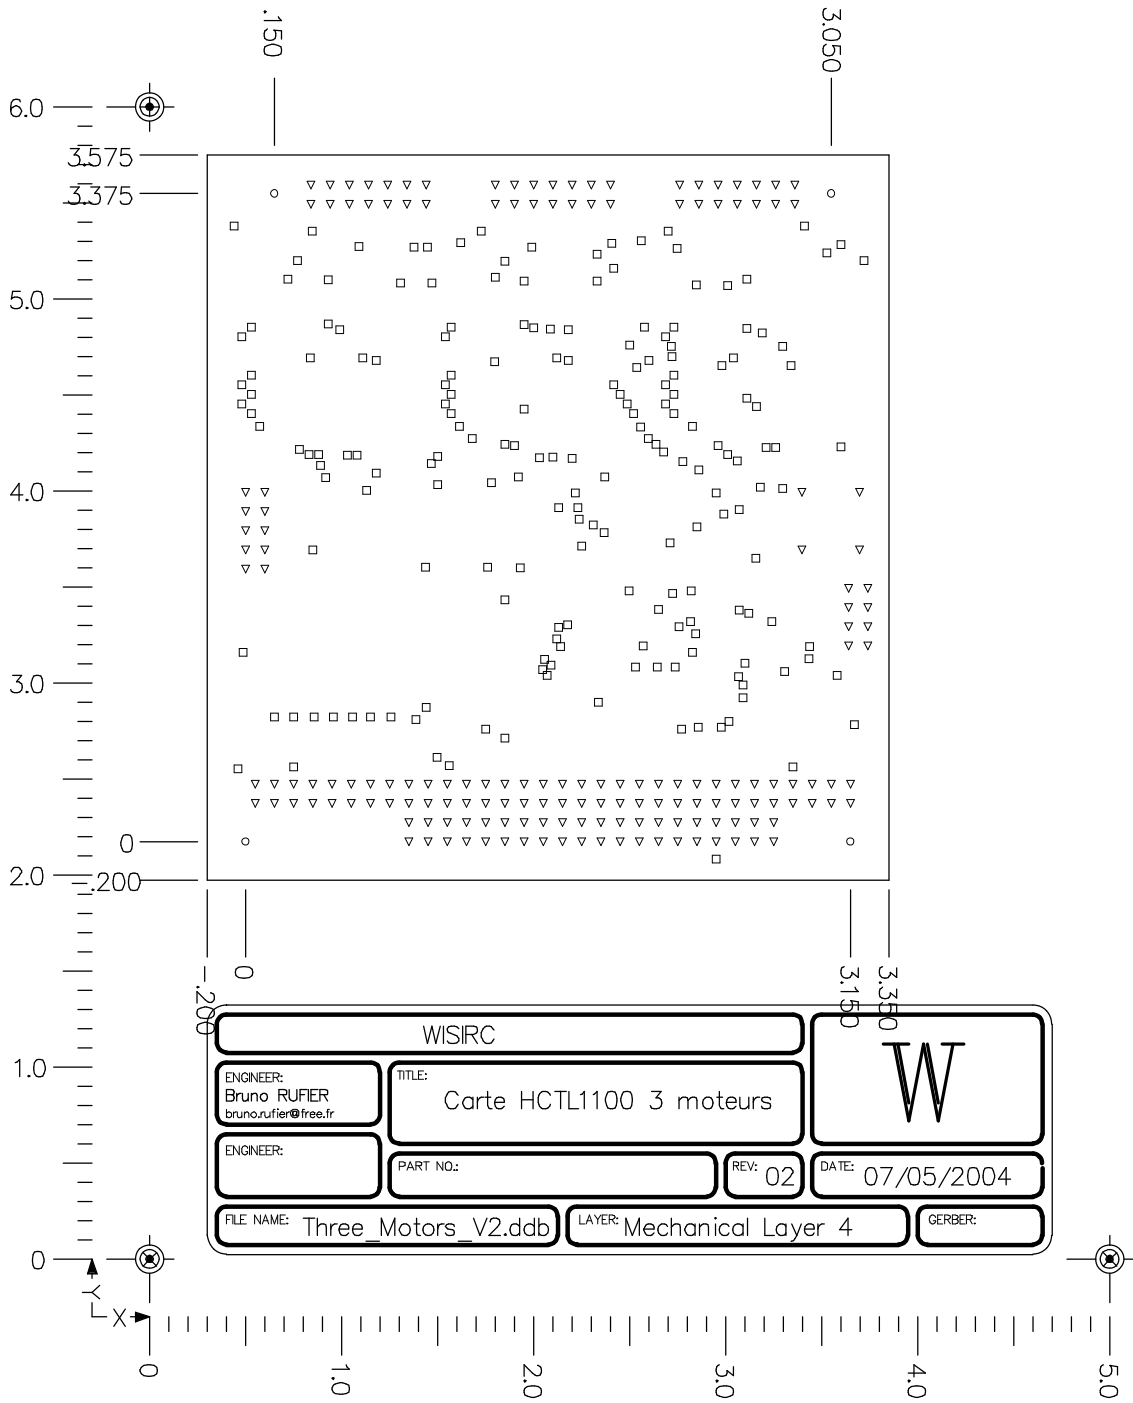 .150
3.050
6.0
3.575
3.375
5.0
4.0
3.0
0
2.0
-.200
-.200
0
3.150
3.350
WISIRC
W
1.0
ENGINEER:
Bruno RUFIER
bruno.rufier@free.fr
TITLE:
Carte HCTL1100 3 moteurs
ENGINEER:
PART NO.:
REV: 02
DATE: 07/05/2004
FILE NAME: Three_Motors_V2.ddb
LAYER: Mechanical Layer 4
GERBER:
0
Y
X
0
1.0
2.0
3.0
4.0
5.0